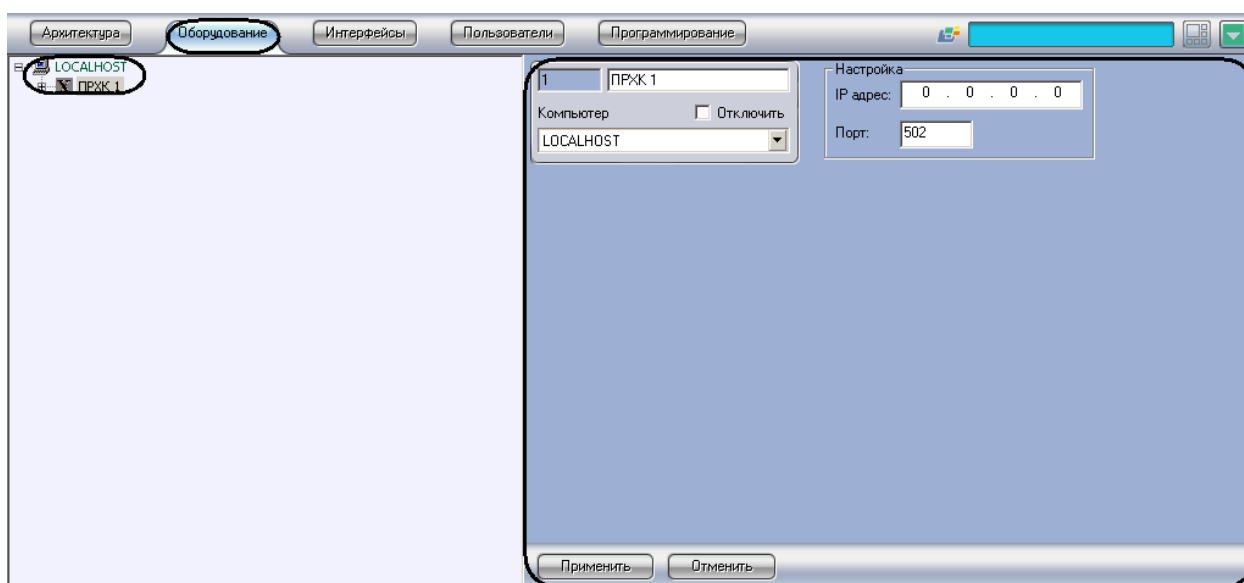 Архитектура Оборудование Интерфейсы Пользователи Программирование
LOCALHOST
ПРХК 1
1 ПРХК 1
Компьютер Отключить
LOCALHOST
Настройка
IP адрес: 0 . 0 . 0 . 0
Порт: 502
Применить Отменить